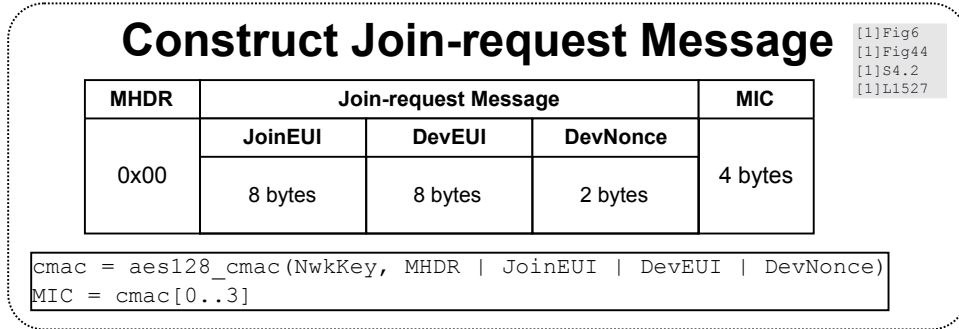 Construct Join-request Message
[1]Fig6
[1]Fig44
[1]S4.2
[1]L1527
MHDR Join-request Message MIC
JoinEUI DevEUI DevNonce
0x00 8 bytes 8 bytes 2 bytes 4 bytes
cmac = aes128_cmac(NwkKey, MHDR | JoinEUI | DevEUI | DevNonce)
MIC = cmac[0..3]